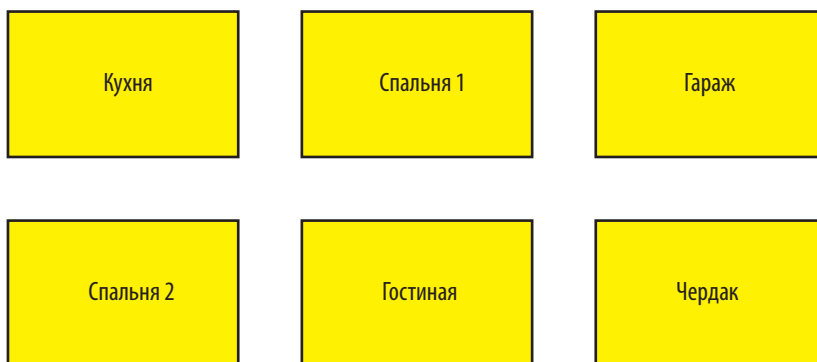 Кухня
Спальня 1
Гараж
Спальня 2
Гостиная
Чердак